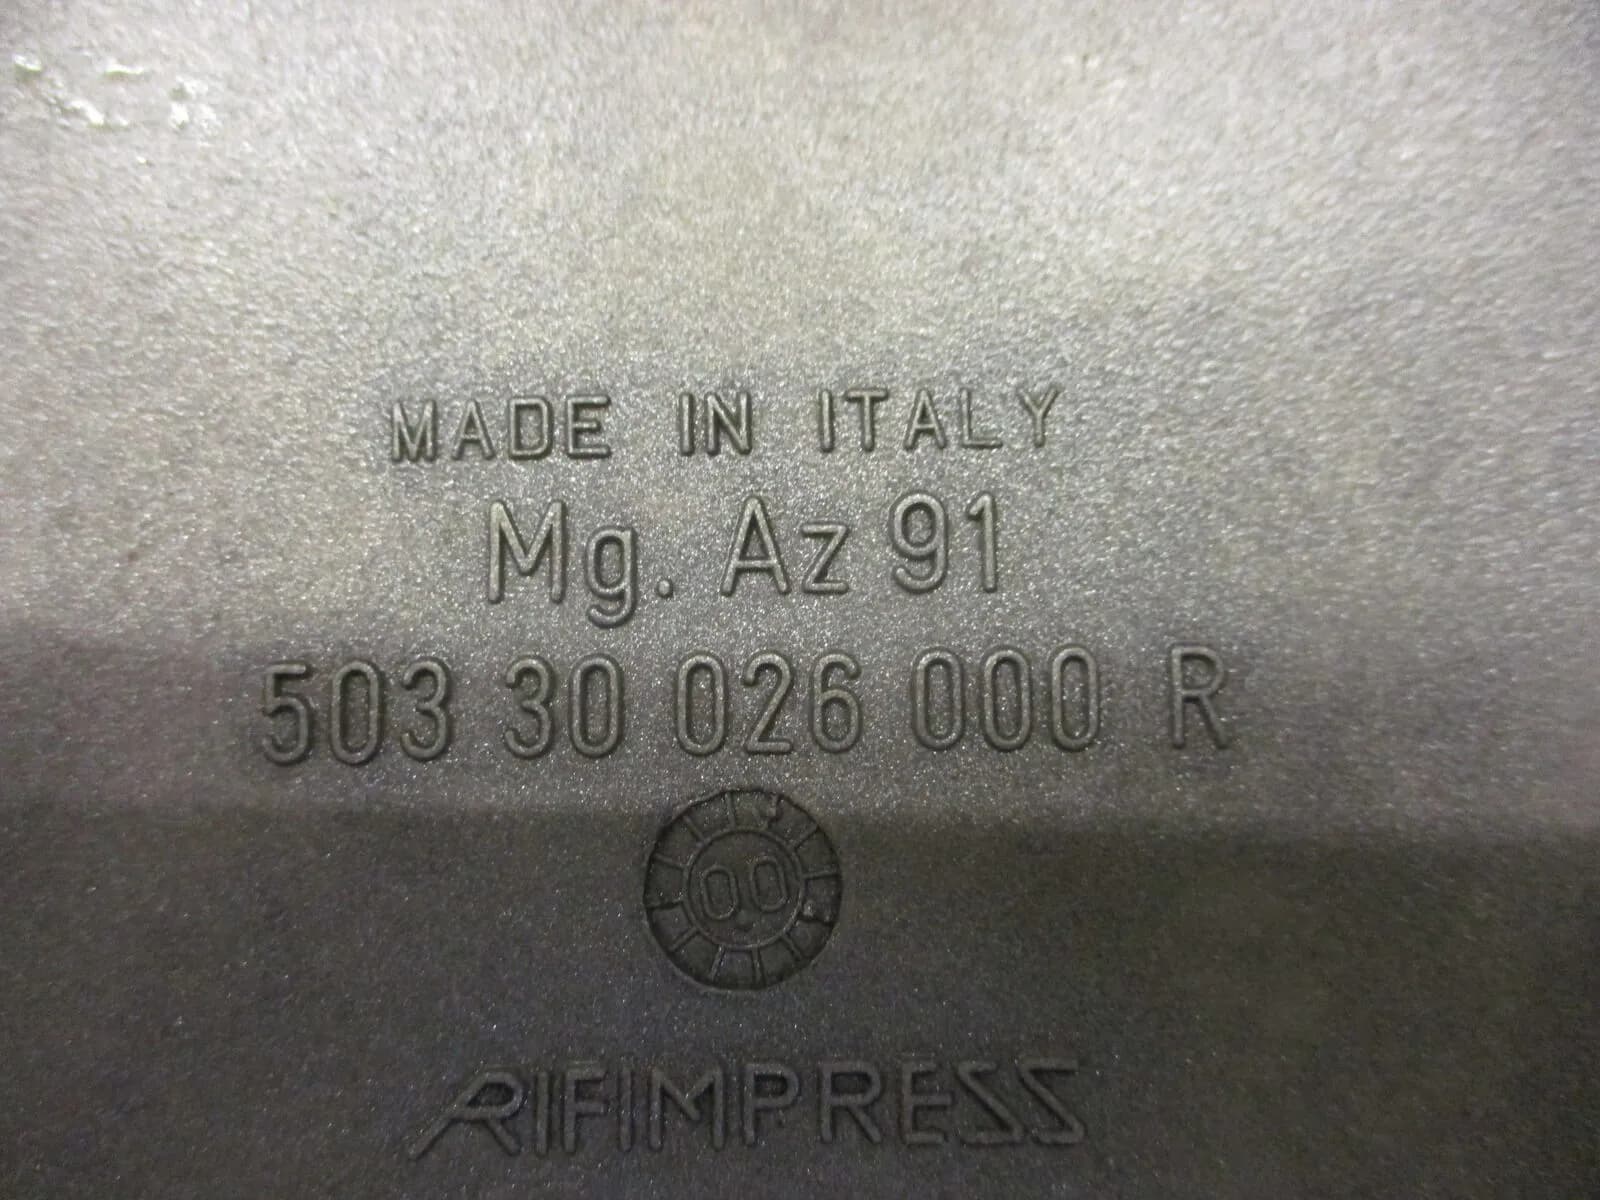 MADE IN ITALY
Mg. Az 91
503 30 026 000 R
00
RIFIMPRESS